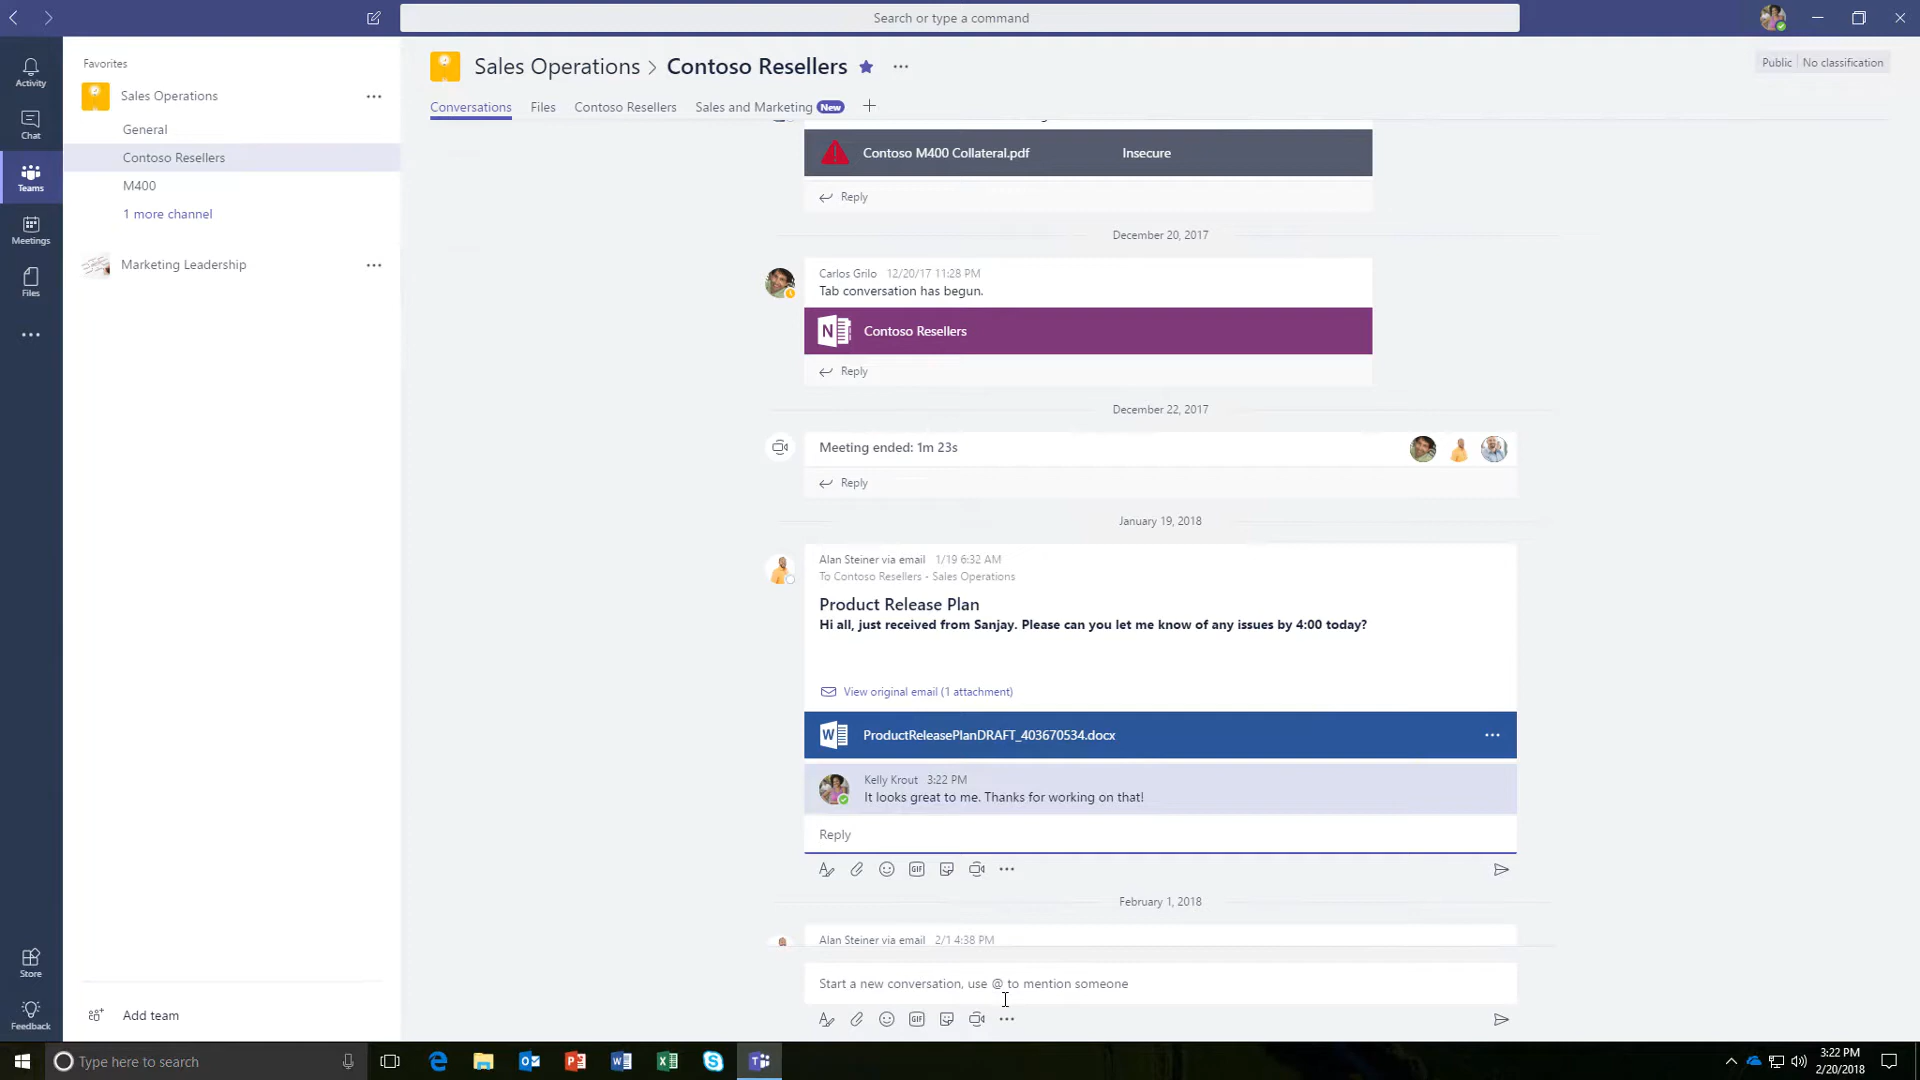 Search or type a command
Activity
Chat
Teams
Meetings
Files
Store
Feedback
Favorites
Sales Operations
General
Contoso Resellers
M400
1 more channel
Marketing Leadership
Add team
Sales Operations > Contoso Resellers
Public | No classification
Conversations Files Contoso Resellers Sales and Marketing New
Contoso M400 Collateral.pdf Insecure
Reply
December 20, 2017
Carlos Grilo 12/20/17 11:28 PM
Tab conversation has begun.
N Contoso Resellers
Reply
December 22, 2017
Meeting ended: 1m 23s
Reply
January 19, 2018
Alan Steiner via email 1/19 6:32 AM
To Contoso Resellers - Sales Operations
Product Release Plan
Hi all, just received from Sanjay. Please can you let me know of any issues by 4:00 today?
View original email (1 attachment)
W ProductReleasePlanDRAFT_403670534.docx
Kelly Krout 3:22 PM
It looks great to me. Thanks for working on that!
Reply
GIF
February 1, 2018
Alan Steiner via email 2/1 4:38 PM
Start a new conversation, use @ to mention someone
GIF
Type here to search
3:22 PM
2/20/2018